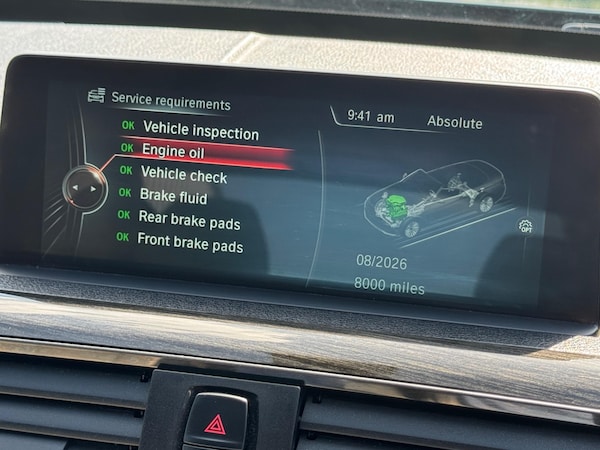 Service requirements
9:41 am Absolute
OK Vehicle inspection
OK Engine oil
OK Vehicle check
OK Brake fluid
OK Rear brake pads
OK Front brake pads
OPT
08/2026
8000 miles